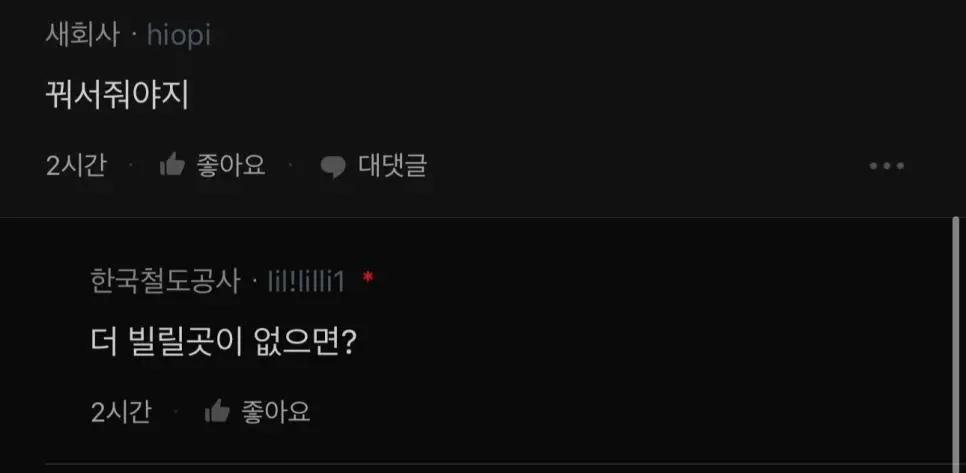 새회사 · hiopi
꿔서줘야지
2시간 · 좋아요 · 대댓글
한국철도공사 · lil!lilli1 *
더 빌릴곳이 없으면?
2시간 · 좋아요